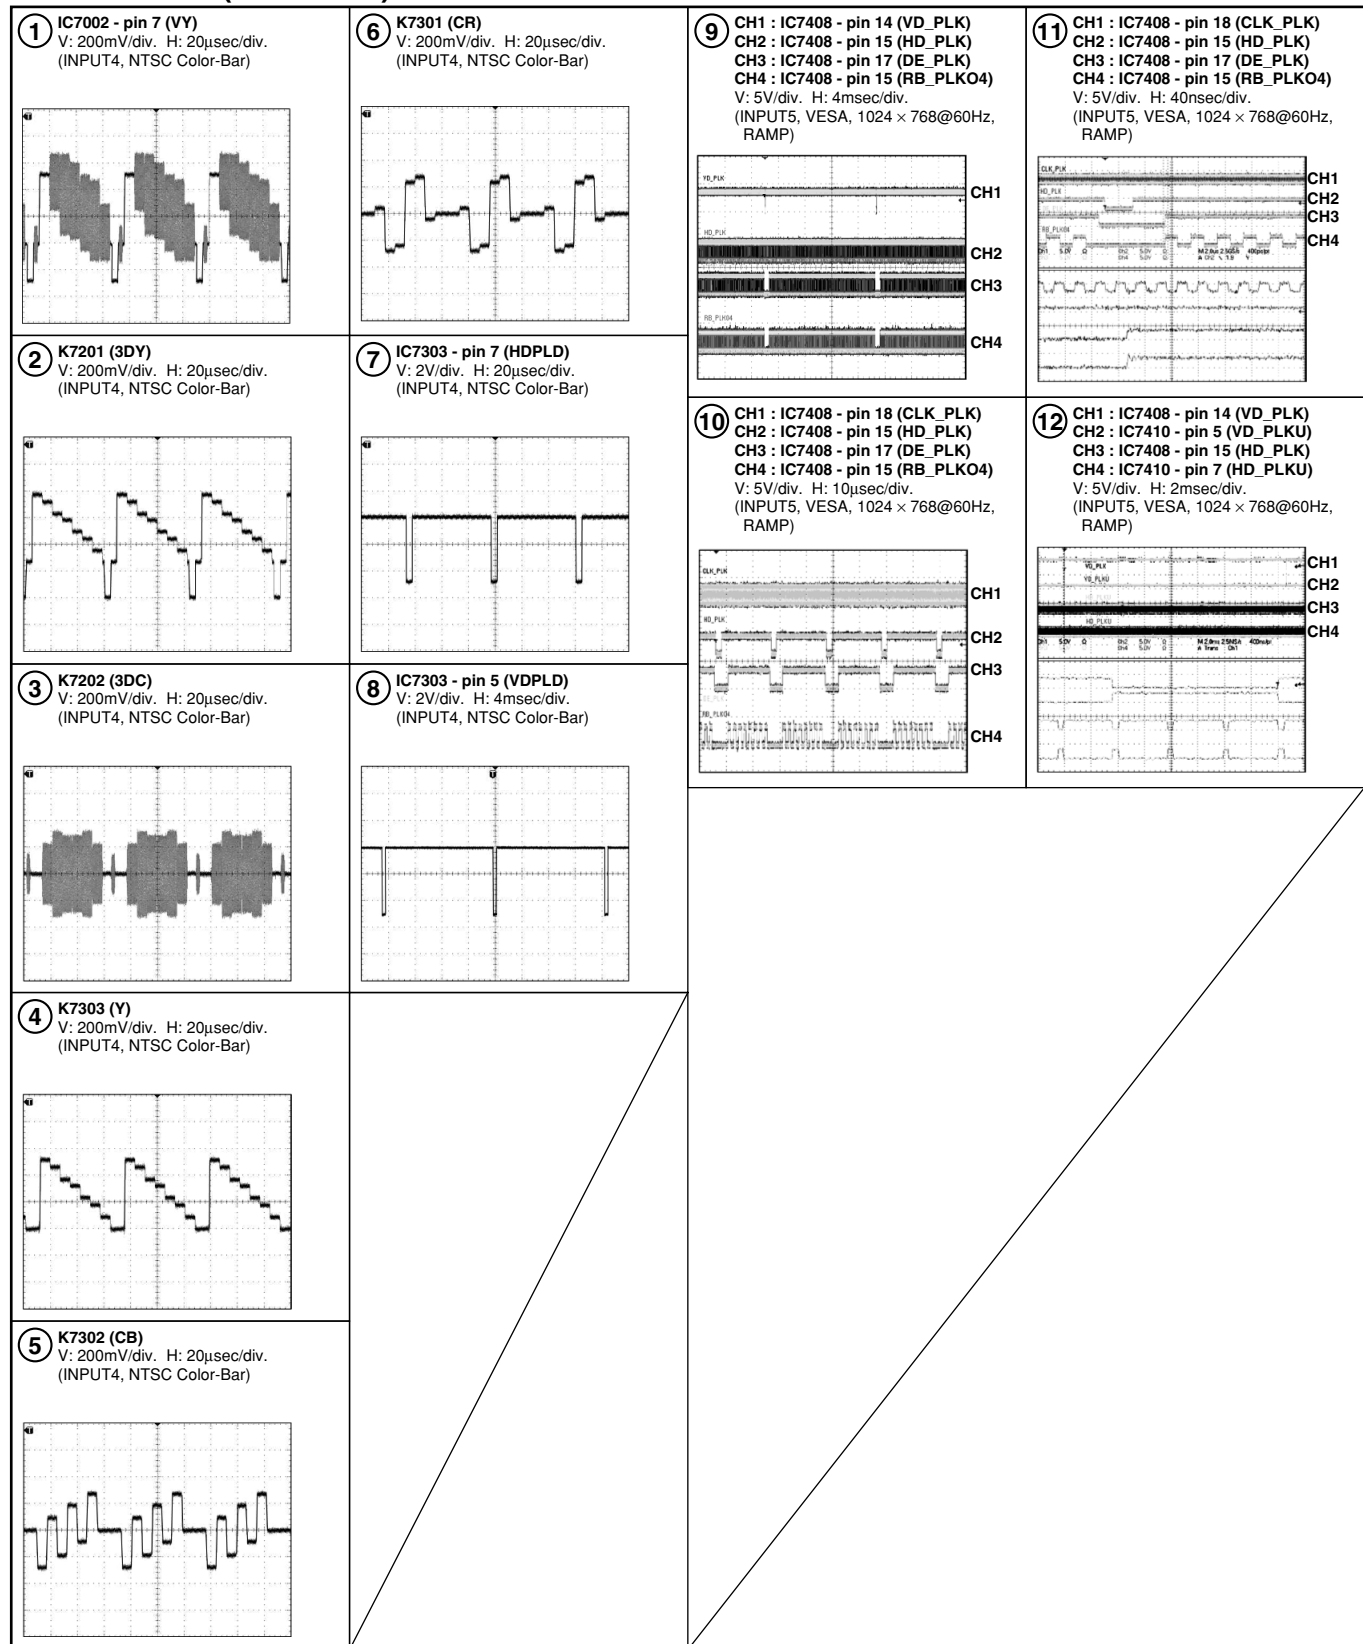 1
IC7002 - pin 7 (VY)
V: 200mV/div.  H: 20μsec/div.
(INPUT4, NTSC Color-Bar)
2
K7201 (3DY)
V: 200mV/div.  H: 20μsec/div.
(INPUT4, NTSC Color-Bar)
3
K7202 (3DC)
V: 200mV/div.  H: 20μsec/div.
(INPUT4, NTSC Color-Bar)
4
K7303 (Y)
V: 200mV/div.  H: 20μsec/div.
(INPUT4, NTSC Color-Bar)
5
K7302 (CB)
V: 200mV/div.  H: 20μsec/div.
(INPUT4, NTSC Color-Bar)
6
K7301 (CR)
V: 200mV/div.  H: 20μsec/div.
(INPUT4, NTSC Color-Bar)
7
IC7303 - pin 7 (HDPLD)
V: 2V/div.  H: 20μsec/div.
(INPUT4, NTSC Color-Bar)
8
IC7303 - pin 5 (VDPLD)
V: 2V/div.  H: 4msec/div.
(INPUT4, NTSC Color-Bar)
9
CH1 : IC7408 - pin 14 (VD_PLK)
CH2 : IC7408 - pin 15 (HD_PLK)
CH3 : IC7408 - pin 17 (DE_PLK)
CH4 : IC7408 - pin 15 (RB_PLKO4)
V: 5V/div.  H: 4msec/div.
(INPUT5, VESA, 1024 × 768@60Hz,
RAMP)
VD_PLK
CH1
HD_PLK
CH2
CH3
RB_PLKO4
CH4
10
CH1 : IC7408 - pin 18 (CLK_PLK)
CH2 : IC7408 - pin 15 (HD_PLK)
CH3 : IC7408 - pin 17 (DE_PLK)
CH4 : IC7408 - pin 15 (RB_PLKO4)
V: 5V/div.  H: 10μsec/div.
(INPUT5, VESA, 1024 × 768@60Hz,
RAMP)
CLK_PLK
CH1
HD_PLK
CH2
CH3
RB_PLKO4
CH4
11
CH1 : IC7408 - pin 18 (CLK_PLK)
CH2 : IC7408 - pin 15 (HD_PLK)
CH3 : IC7408 - pin 17 (DE_PLK)
CH4 : IC7408 - pin 15 (RB_PLKO4)
V: 5V/div.  H: 40nsec/div.
(INPUT5, VESA, 1024 × 768@60Hz,
RAMP)
CLK_PLK
CH1
HD_PLK
CH2
CH3
RB_PLKO4
CH4
12
CH1 : IC7408 - pin 14 (VD_PLK)
CH2 : IC7410 - pin 5 (VD_PLKU)
CH3 : IC7408 - pin 15 (HD_PLK)
CH4 : IC7410 - pin 7 (HD_PLKU)
V: 5V/div.  H: 2msec/div.
(INPUT5, VESA, 1024 × 768@60Hz,
RAMP)
VD_PLK
CH1
VD_PLKU
CH2
CH3
HD_PLKU
CH4